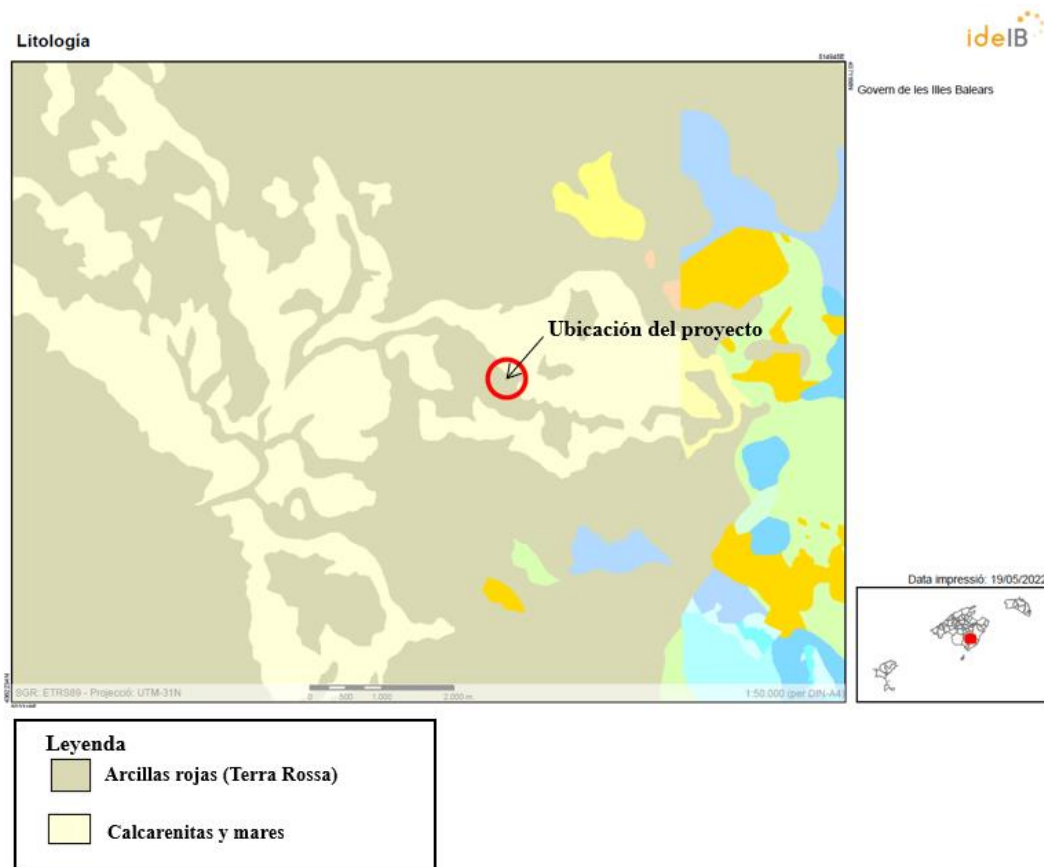 Litología
ideIB
Govern de les Illes Balears
Ubicación del proyecto
Data impressió: 19/05/2022
SGR: ETRS89 - Projecció: UTM-31N
0 500 1.000 2.000 m
1:50.000 (per DIN-A4)
Leyenda
Arcillas rojas (Terra Rossa)
Calcarenitas y mares